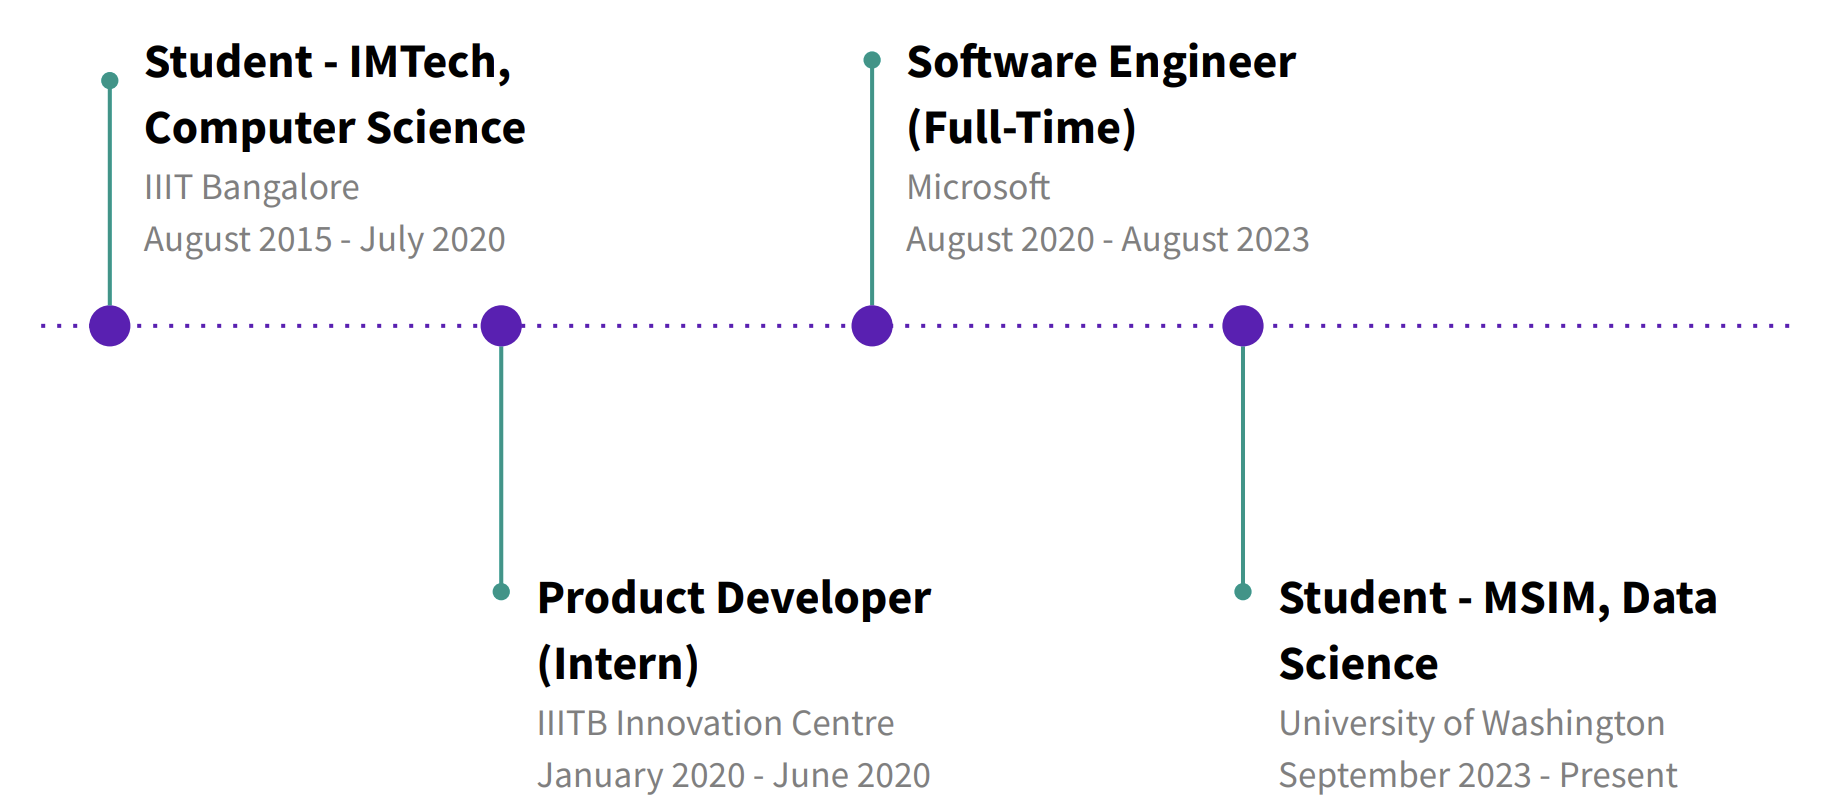 Student - IMTech,
Computer Science
IIIT Bangalore
August 2015 - July 2020
Product Developer
(Intern)
IIITB Innovation Centre
January 2020 - June 2020
Software Engineer
(Full-Time)
Microsoft
August 2020 - August 2023
Student - MSIM, Data
Science
University of Washington
September 2023 - Present